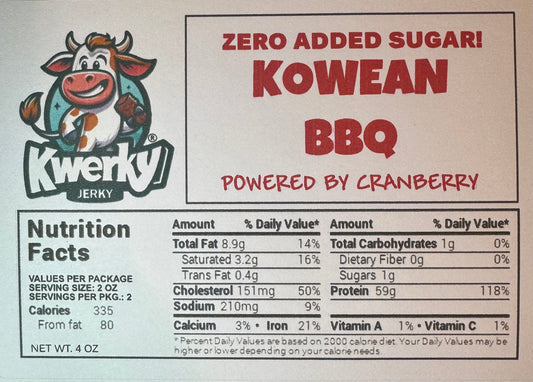 ZERO ADDED SUGAR!
KOWEAN
BBQ
POWERED BY CRANBERRY
Kwerky®
JERKY
Nutrition
Facts
VALUES PER PACKAGE
SERVING SIZE: 2 OZ
SERVINGS PER PKG.: 2
Calories 335
From fat 80
NET WT. 4 OZ
Amount % Daily Value*
Total Fat 8.9g 14%
Saturated 3.2g 16%
Trans Fat 0.4g
Cholesterol 151mg 50%
Sodium 210mg 9%
Amount % Daily Value*
Total Carbohydrates 1g 0%
Dietary Fiber 0g 0%
Sugars 1g
Protein 59g 118%
Calcium 3% • Iron 21% Vitamin A 1% • Vitamin C 1%
* Percent Daily Values are based on 2000 calorie diet. Your Daily Values may be
higher or lower depending on your calorie needs.